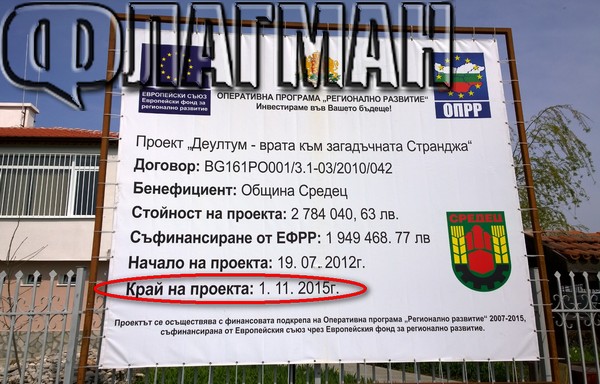 ФЛАГМАН
ЕВРОПЕЙСКИ СЪЮЗ
Европейски фонд за
регионално развитие
ОПЕРАТИВНА ПРОГРАМА „РЕГИОНАЛНО РАЗВИТИЕ"
Инвестираме във Вашето бъдеще!
ОПРР
Проект „Деултум - врата към загадъчната Странджа"
Договор: BG161PO001/3.1-03/2010/042
Бенефициент: Община Средец
Стойност на проекта: 2 784 040, 63 лв.
Съфинансиране от ЕФРР: 1 949 468. 77 лв
Начало на проекта: 19. 07. 2012г.
Край на проекта: 1. 11. 2015г.
СРЕДЕЦ
Проектът се осъществява с финансовата подкрепа на Оперативна програма „Регионално развитие" 2007-2015,
съфинансирана от Европейския съюз чрез Европейския фонд за регионално развитие.